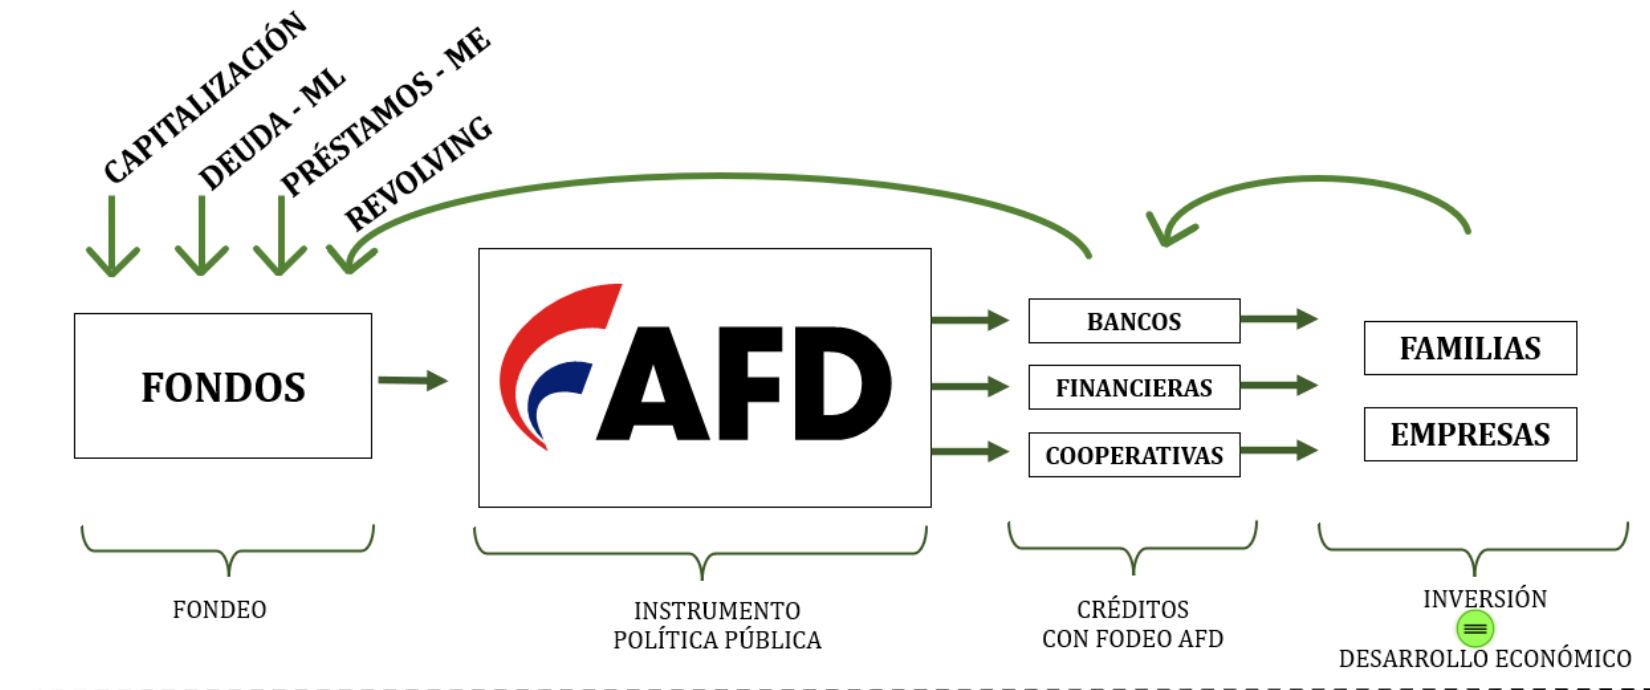 CAPITALIZACIÓN
DEUDA - ML
PRÉSTAMOS - ME
REVOLVING
FONDOS
AFD
BANCOS
FINANCIERAS
COOPERATIVAS
FAMILIAS
EMPRESAS
FONDEO
INSTRUMENTO
POLÍTICA PÚBLICA
CRÉDITOS
CON FODEO AFD
INVERSIÓN
DESARROLLO ECONÓMICO